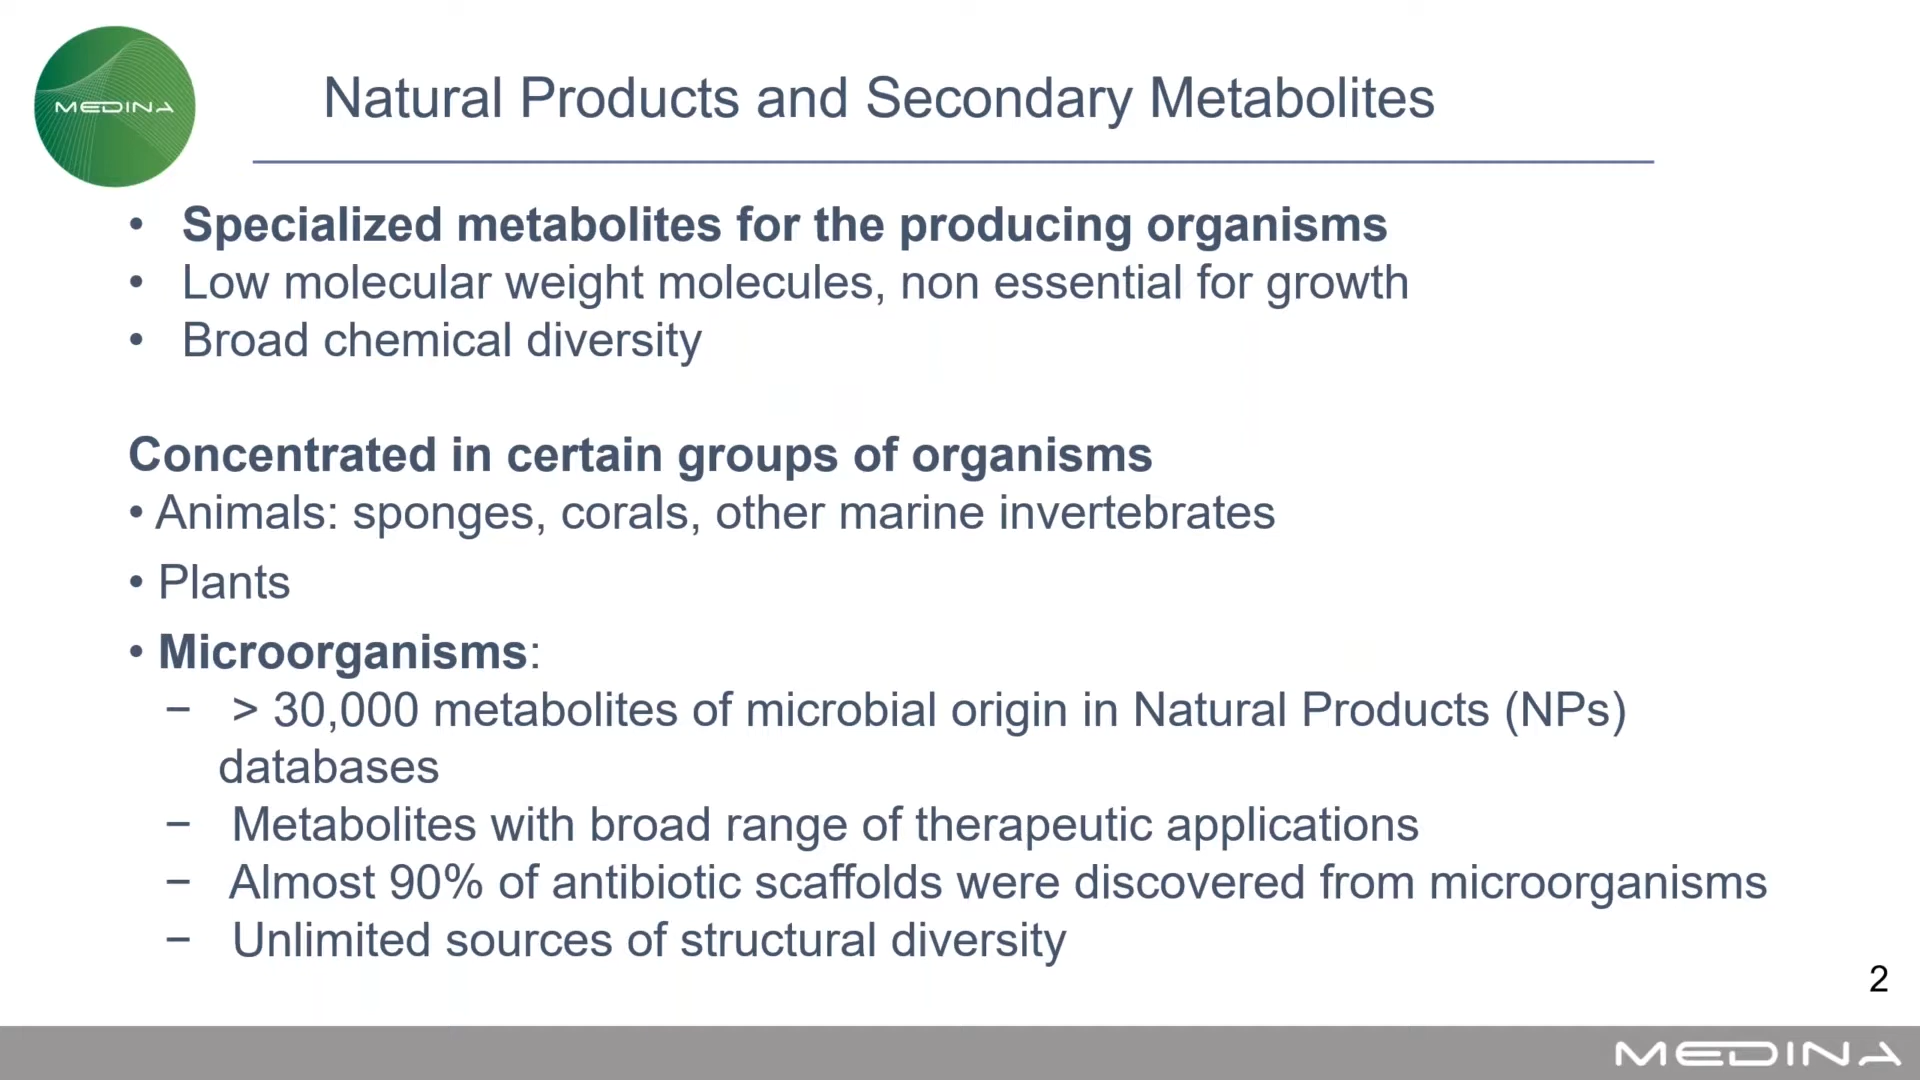 MEDINA
Natural Products and Secondary Metabolites
• Specialized metabolites for the producing organisms
• Low molecular weight molecules, non essential for growth
• Broad chemical diversity
Concentrated in certain groups of organisms
• Animals: sponges, corals, other marine invertebrates
• Plants
• Microorganisms:
– > 30,000 metabolites of microbial origin in Natural Products (NPs)
databases
– Metabolites with broad range of therapeutic applications
– Almost 90% of antibiotic scaffolds were discovered from microorganisms
– Unlimited sources of structural diversity
2
MEDINA